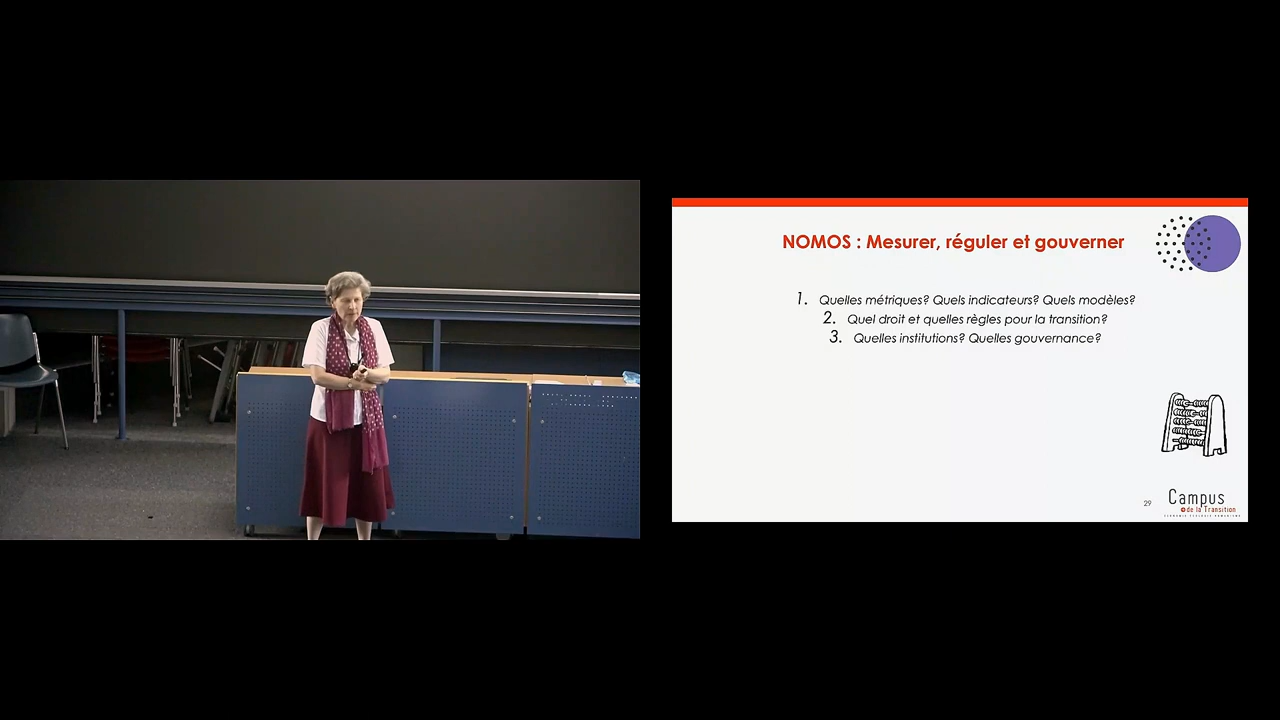 NOMOS : Mesurer, réguler et gouverner
1. Quelles métriques? Quels indicateurs? Quels modèles?
2. Quel droit et quelles règles pour la transition?
3. Quelles institutions? Quelles gouvernance?
29
Campus
de la Transition